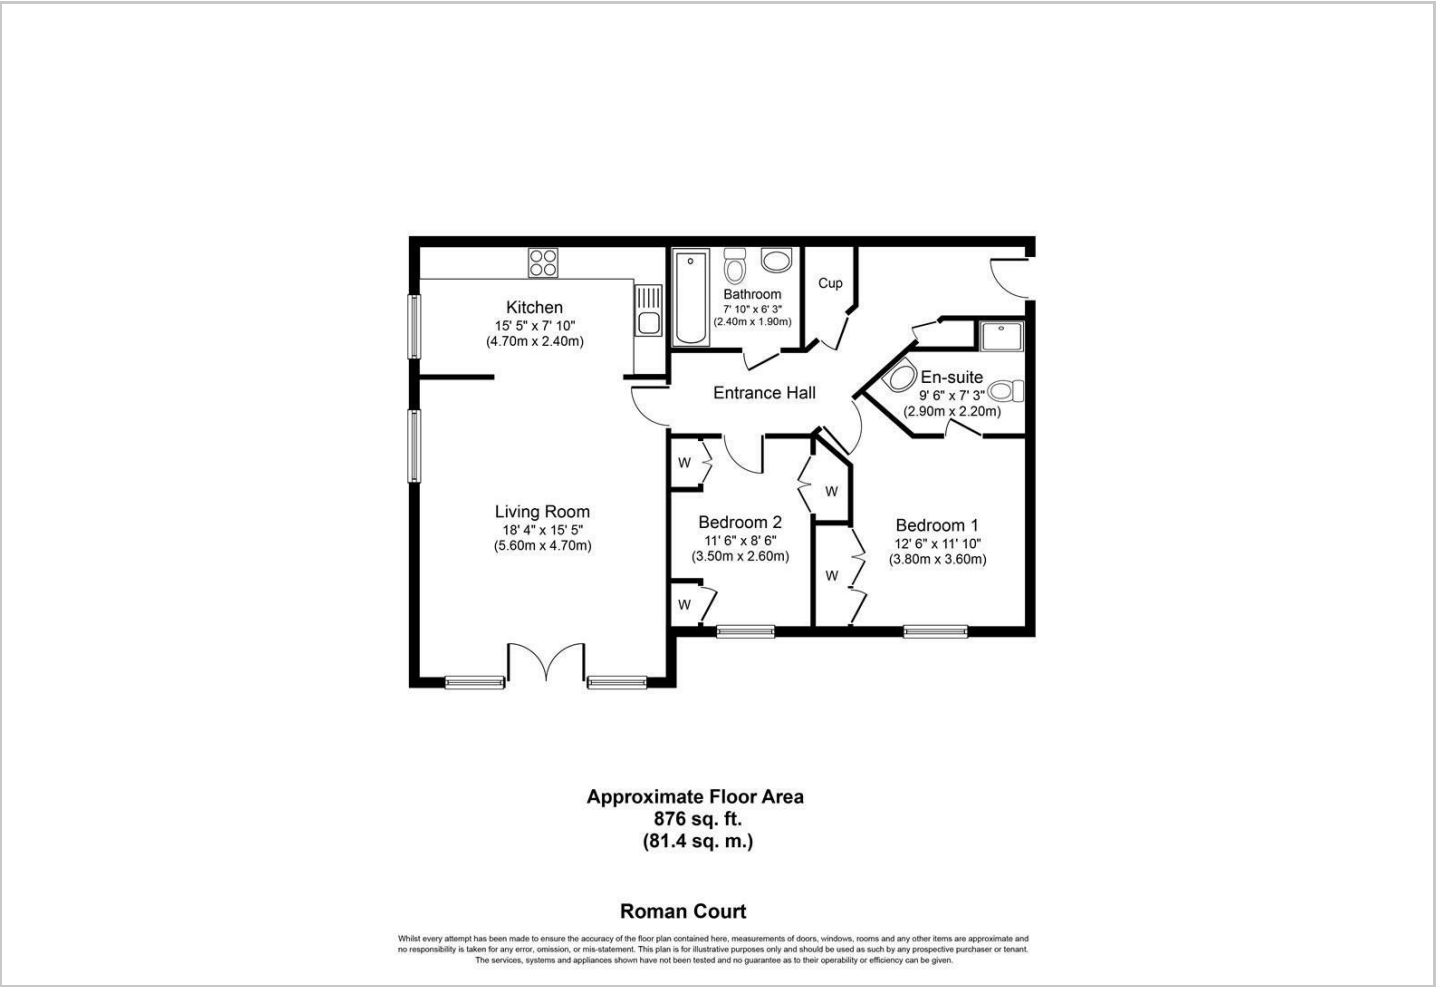 Kitchen
15' 5" x 7' 10"
(4.70m x 2.40m)
Bathroom
7' 10" x 6' 3"
(2.40m x 1.90m)
Cup
Entrance Hall
En-suite
9' 6" x 7' 3"
(2.90m x 2.20m)
Living Room
18' 4" x 15' 5"
(5.60m x 4.70m)
W
W
Bedroom 2
11' 6" x 8' 6"
(3.50m x 2.60m)
Bedroom 1
12' 6" x 11' 10"
(3.80m x 3.60m)
W
W
Approximate Floor Area
876 sq. ft.
(81.4 sq. m.)
Roman Court
Whilst every attempt has been made to ensure the accuracy of the floor plan contained here, measurements of doors, windows, rooms and any other items are approximate and
no responsibility is taken for any error, omission, or mis-statement. This plan is for illustrative purposes only and should be used as such by any prospective purchaser or tenant.
The services, systems and appliances shown have not been tested and no guarantee as to their operability or efficiency can be given.